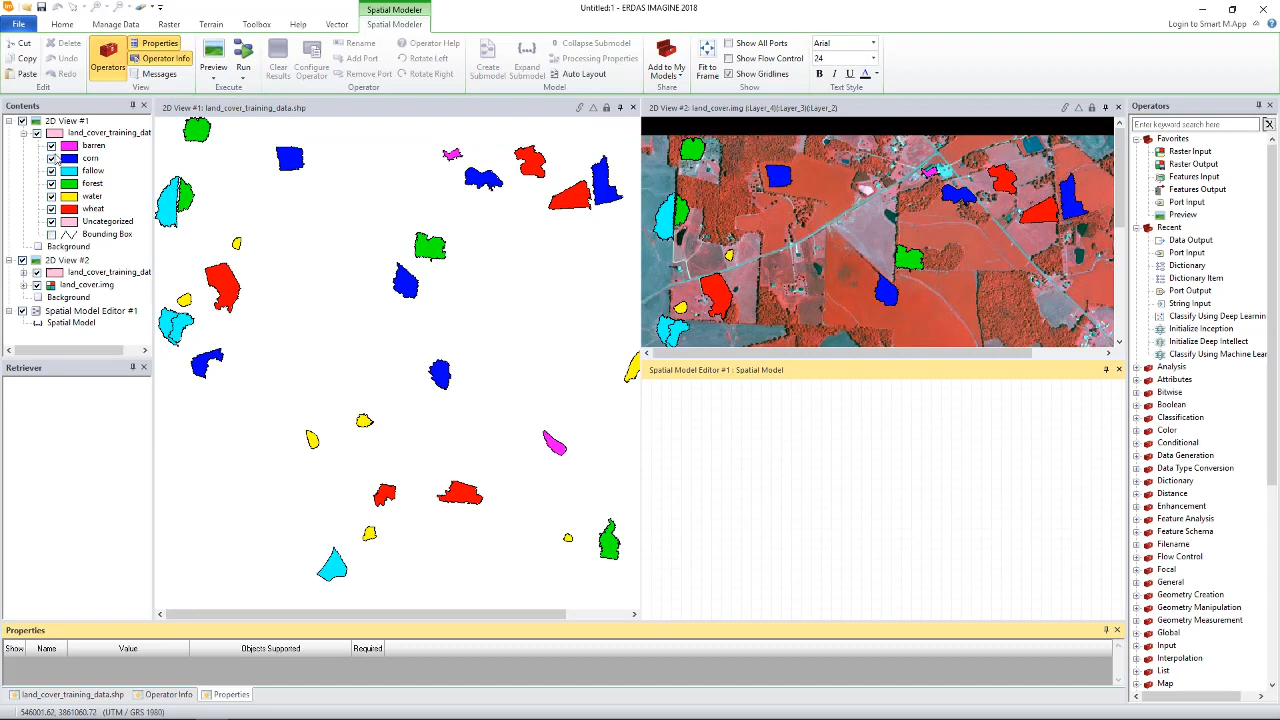 Spatial Modeler
Untitled:1 - ERDAS IMAGINE 2018
File
Home
Manage Data
Raster
Terrain
Toolbox
Help
Vector
Spatial Modeler
Login to Smart M.App
Cut
Copy
Paste
Edit
Delete
Undo
Redo
Operators
Properties
Operator Info
Messages
View
Preview
Run
Execute
Clear Results
Configure Operator
Rename
Add Port
Remove Port
Operator Help
Rotate Left
Rotate Right
Operator
Create Submodel
Expand Submodel
Collapse Submodel
Processing Properties
Auto Layout
Model
Add to My Models
Share
Fit to Frame
Show All Ports
Show Flow Control
Show Gridlines
Show
Arial
24
B I U A
Text Style
Contents
2D View #1
land_cover_training_dat
barren
corn
fallow
forest
water
wheat
Uncategorized
Bounding Box
Background
2D View #2
land_cover_training_dat
land_cover.img
Background
Spatial Model Editor #1
Spatial Model
Retriever
2D View #1: land_cover_training_data.shp
2D View #2: land_cover.img (:Layer_4)(:Layer_3)(:Layer_2)
Spatial Model Editor #1 : Spatial Model
Operators
Enter keyword search here
Favorites
Raster Input
Raster Output
Features Input
Features Output
Port Input
Preview
Recent
Data Output
Port Input
Dictionary
Dictionary Item
Port Output
String Input
Classify Using Deep Learnin
Initialize Inception
Initialize Deep Intellect
Classify Using Machine Lear
Analysis
Attributes
Bitwise
Boolean
Classification
Color
Conditional
Data Generation
Data Type Conversion
Dictionary
Distance
Enhancement
Feature Analysis
Feature Schema
Filename
Flow Control
Focal
General
Geometry Creation
Geometry Manipulation
Geometry Measurement
Global
Input
Interpolation
List
Map
Properties
Show Name Value Objects Supported Required
land_cover_training_data.shp
Operator Info
Properties
546001.62, 3861060.72 (UTM / GRS 1980)